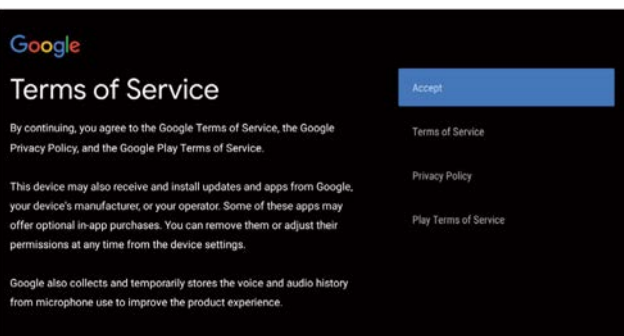 Google
Terms of Service
By continuing, you agree to the Google Terms of Service, the Google
Privacy Policy, and the Google Play Terms of Service.
This device may also receive and install updates and apps from Google,
your device's manufacturer, or your operator. Some of these apps may
offer optional in-app purchases. You can remove them or adjust their
permissions at any time from the device settings.
Google also collects and temporarily stores the voice and audio history
from microphone use to improve the product experience.
Accept
Terms of Service
Privacy Policy
Play Terms of Service